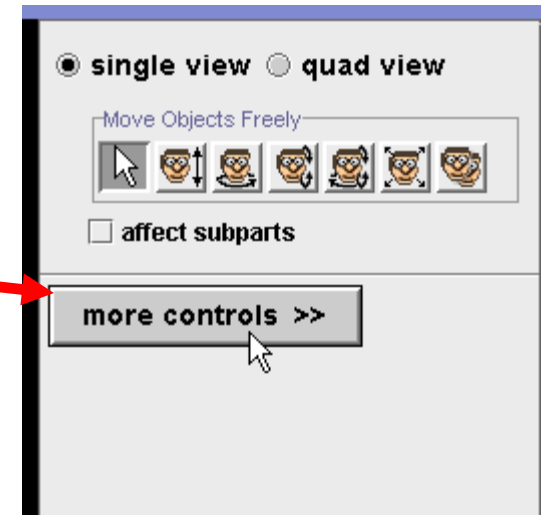 single view quad view
Move Objects Freely
affect subparts
more controls >>